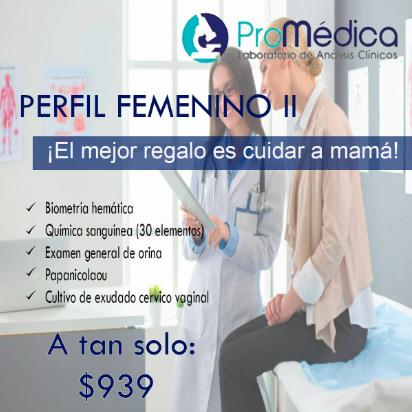 ProMédica
Laboratorio de Análisis Clínicos
PERFIL FEMENINO II
¡El mejor regalo es cuidar a mamá!
✓ Biometría hemática
✓ Química sanguínea (30 elementos)
✓ Examen general de orina
✓ Papanicolaou
✓ Cultivo de exudado cervico vaginal
A tan solo:
$939